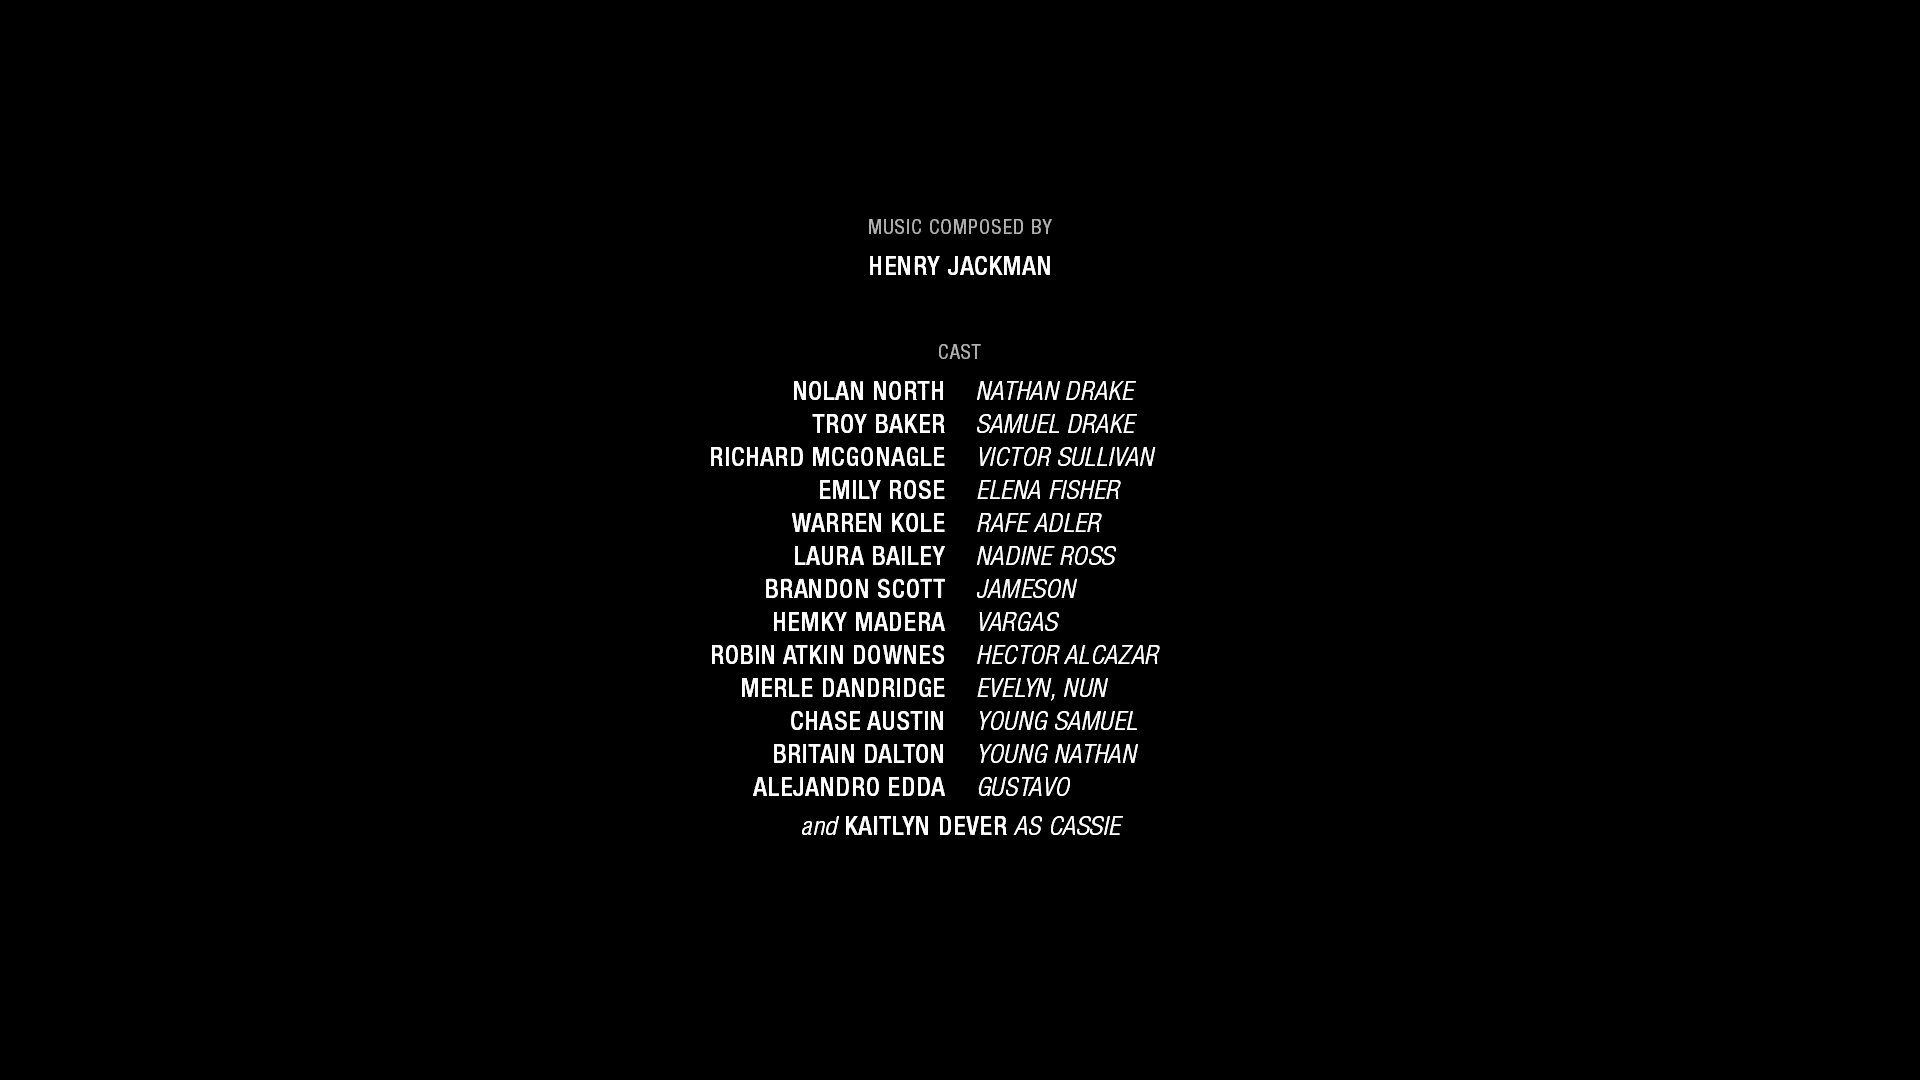 MUSIC COMPOSED BY
HENRY JACKMAN
CAST
NOLAN NORTH NATHAN DRAKE
TROY BAKER SAMUEL DRAKE
RICHARD MCGONAGLE VICTOR SULLIVAN
EMILY ROSE ELENA FISHER
WARREN KOLE RAFE ADLER
LAURA BAILEY NADINE ROSS
BRANDON SCOTT JAMESON
HEMKY MADERA VARGAS
ROBIN ATKIN DOWNES HECTOR ALCAZAR
MERLE DANDRIDGE EVELYN, NUN
CHASE AUSTIN YOUNG SAMUEL
BRITAIN DALTON YOUNG NATHAN
ALEJANDRO EDDA GUSTAVO
and KAITLYN DEVER AS CASSIE